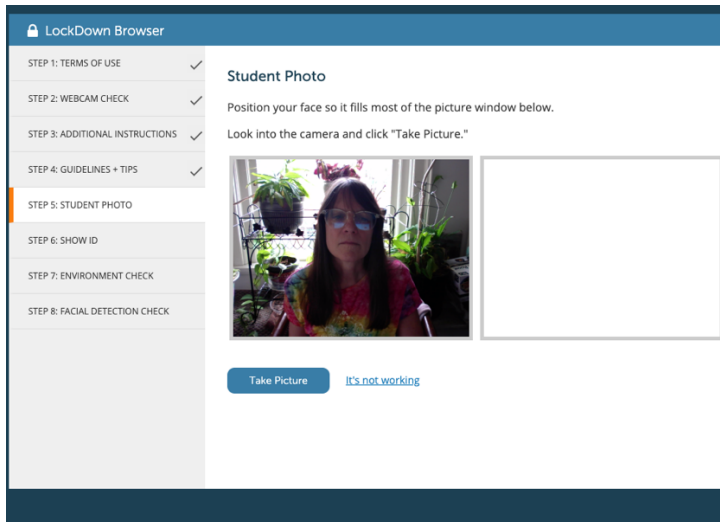 LockDown Browser
STEP 1: TERMS OF USE
STEP 2: WEBCAM CHECK
STEP 3: ADDITIONAL INSTRUCTIONS
STEP 4: GUIDELINES + TIPS
STEP 5: STUDENT PHOTO
STEP 6: SHOW ID
STEP 7: ENVIRONMENT CHECK
STEP 8: FACIAL DETECTION CHECK
Student Photo
Position your face so it fills most of the picture window below.
Look into the camera and click "Take Picture."
Take Picture
It's not working